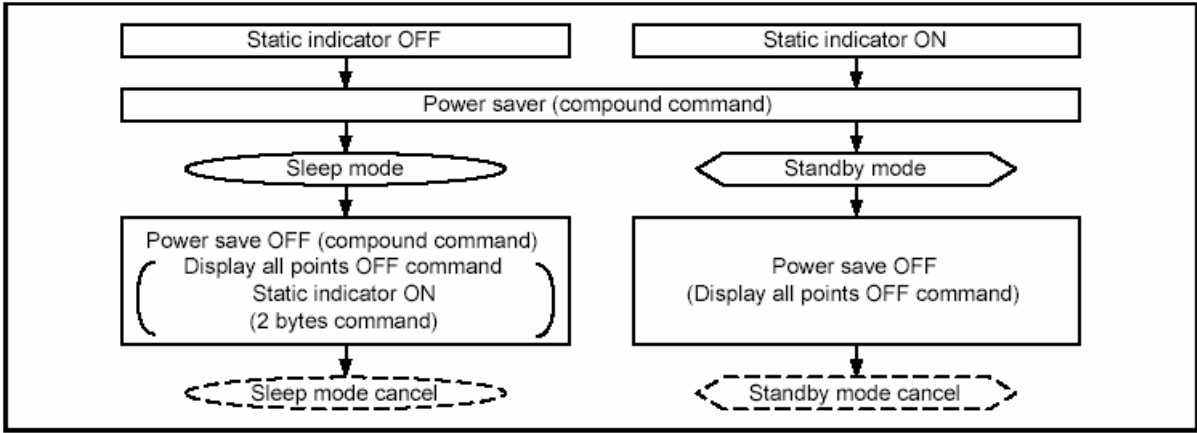 Static indicator OFF
Static indicator ON
Power saver (compound command)
Sleep mode
Standby mode
Power save OFF (compound command)
Display all points OFF command
Static indicator ON
(2 bytes command)
Power save OFF
(Display all points OFF command)
Sleep mode cancel
Standby mode cancel